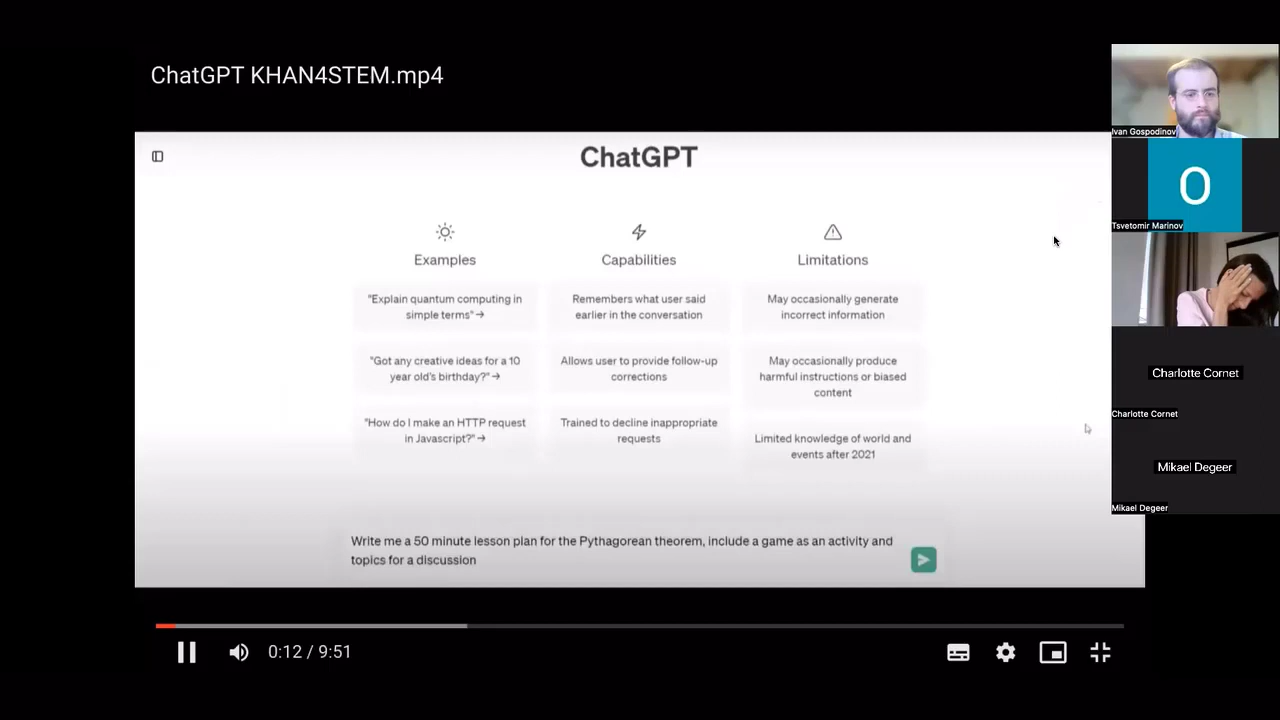 ChatGPT KHAN4STEM.mp4
ChatGPT
Examples
Capabilities
Limitations
"Explain quantum computing in
simple terms" →
Remembers what user said
earlier in the conversation
May occasionally generate
incorrect information
"Got any creative ideas for a 10
year old's birthday?" →
Allows user to provide follow-up
corrections
May occasionally produce
harmful instructions or biased
content
"How do I make an HTTP request
in Javascript?" →
Trained to decline inappropriate
requests
Limited knowledge of world and
events after 2021
Write me a 50 minute lesson plan for the Pythagorean theorem, include a game as an activity and
topics for a discussion
0:12 / 9:51
Ivan Gospodinov
O
Tsvetomir Marinov
Charlotte Cornet
Charlotte Cornet
Mikael Degeer
Mikael Degeer